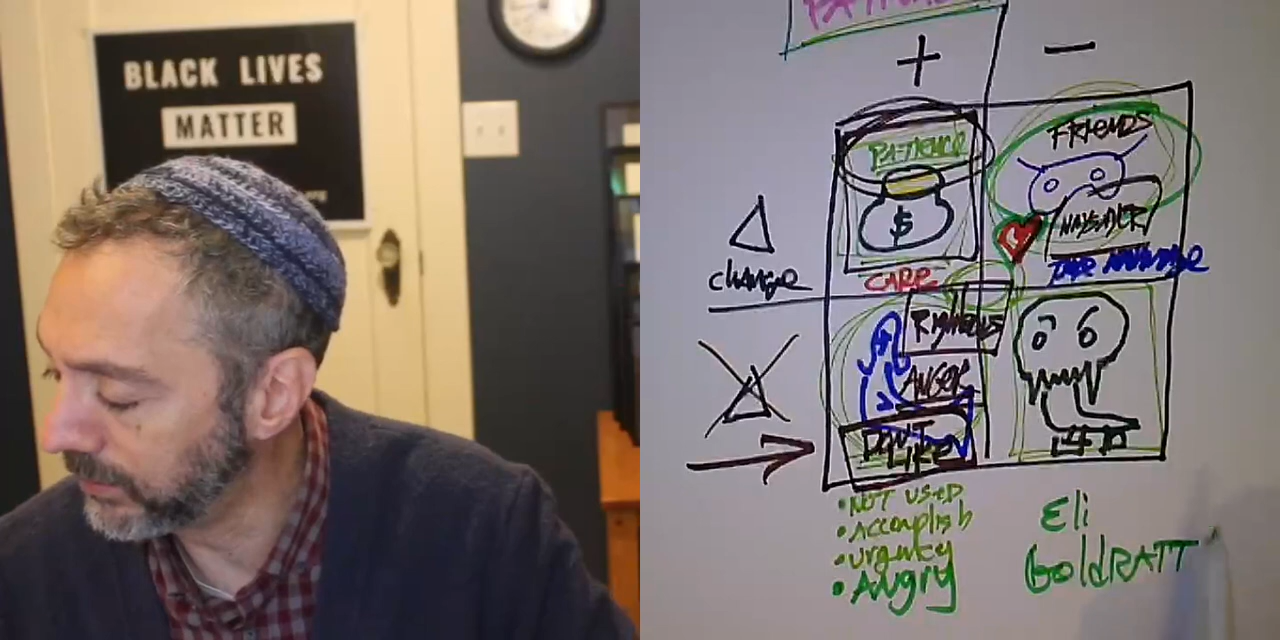 BLACK LIVES
MATTER
+
-
PATIENCE
$
CARE
FRIENDS
NAYSAYER
Δ
change
RIGHTEOUS
ANGER
DON'T
LIKE
• NOT USED
• Accomplish
• urgency
• Angry
Eli
GoldRATT